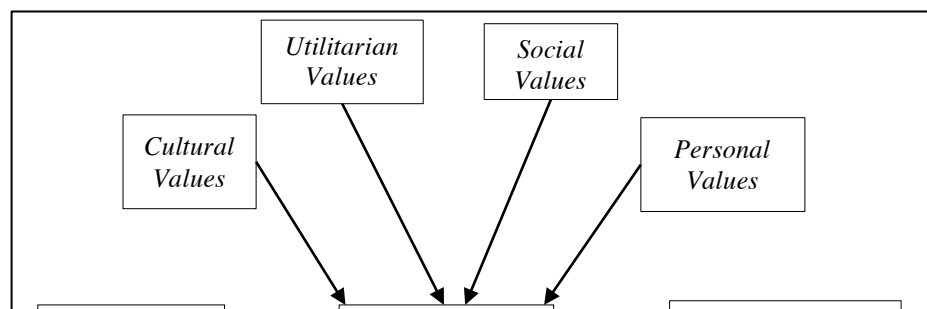 Utilitarian
Values
Social
Values
Cultural
Values
Personal
Values